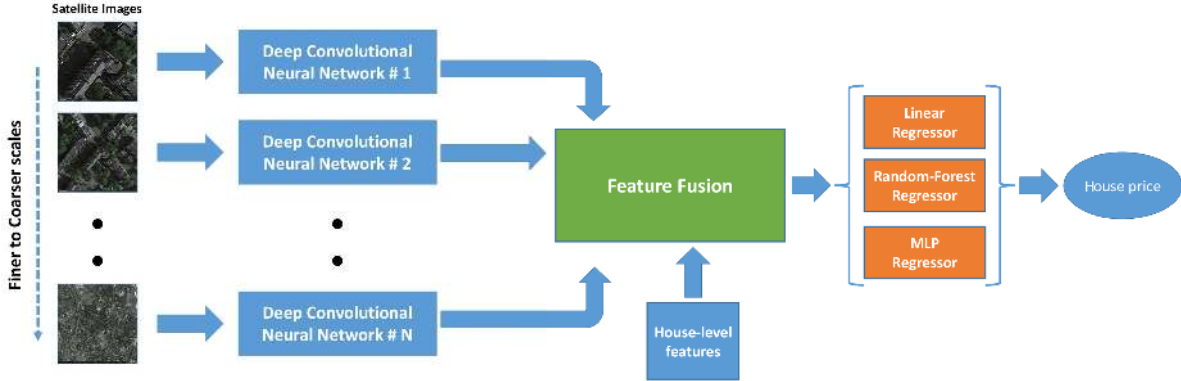 Satellite Images
Finer to Coarser scales
Deep Convolutional
Neural Network # 1
Deep Convolutional
Neural Network # 2
Deep Convolutional
Neural Network # N
Feature Fusion
House-level
features
Linear
Regressor
Random-Forest
Regressor
MLP
Regressor
House price